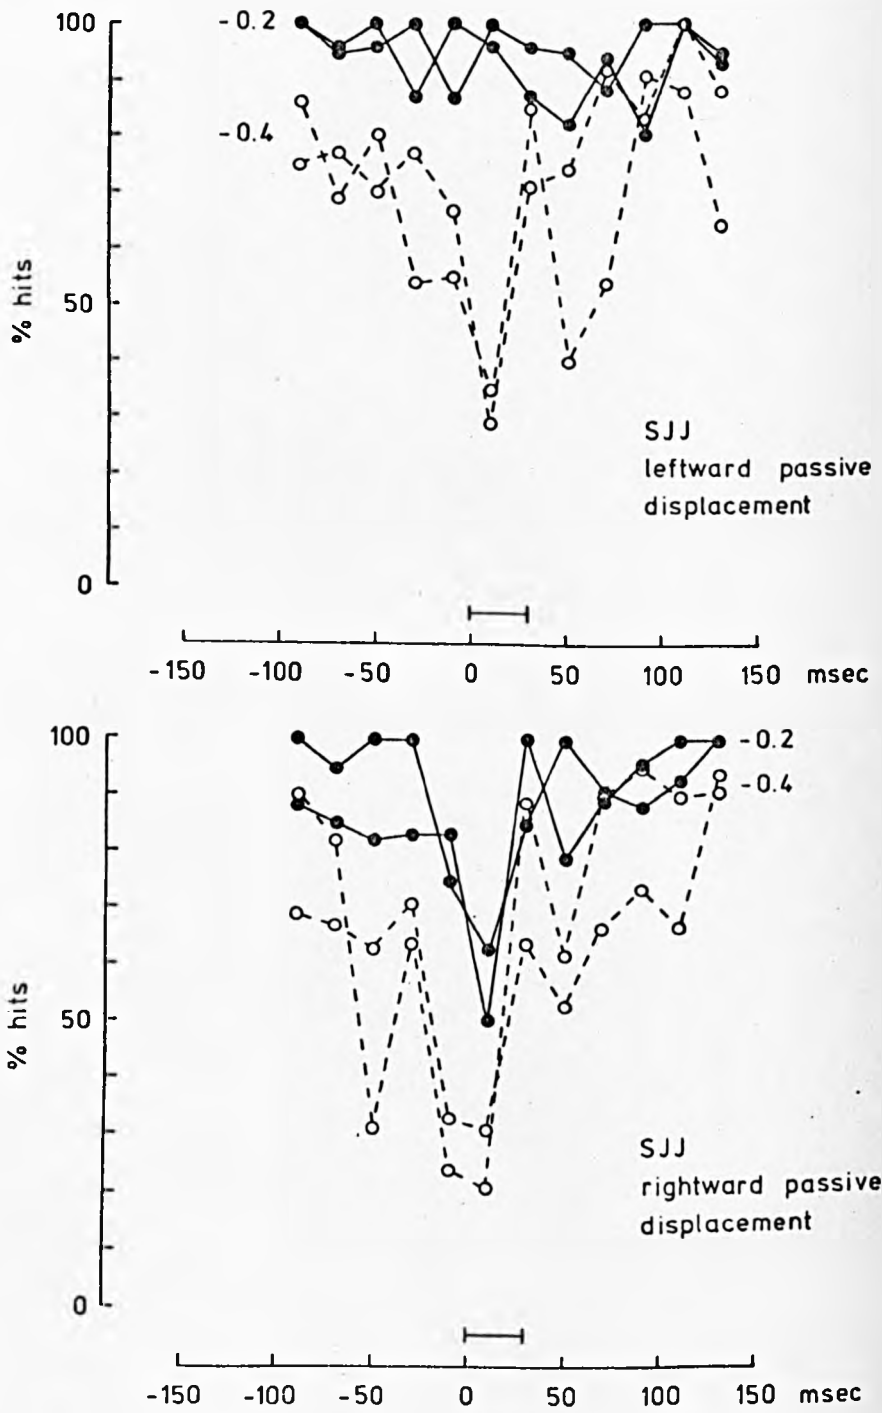 100
-0.2
-0.4
50
% hits
SJJ
leftward passive
displacement
0
-150 -100 -50 0 50 100 150 msec
100
-0.2
-0.4
50
% hits
SJJ
rightward passive
displacement
0
-150 -100 -50 0 50 100 150 msec